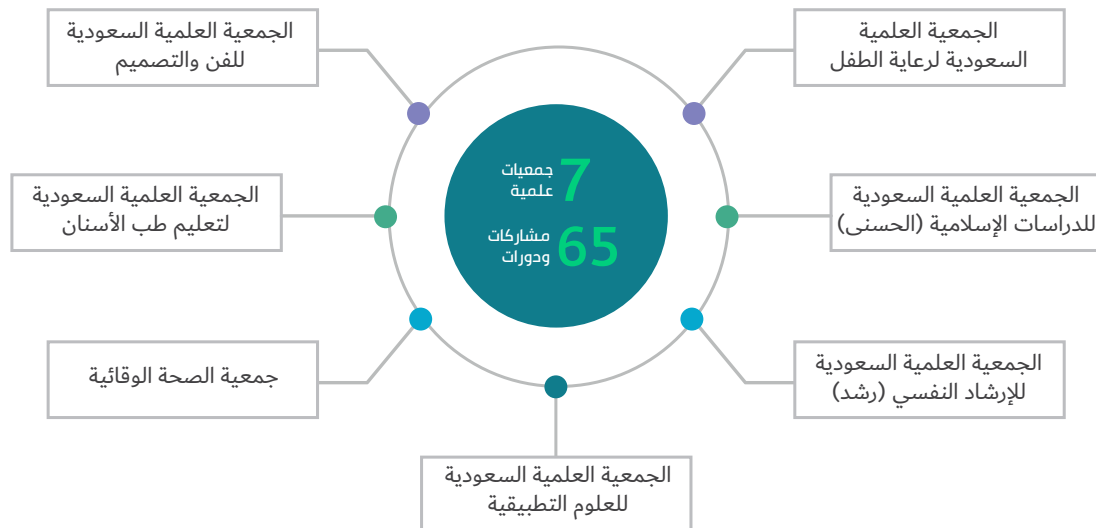 الجمعية العلمية
السعودية لرعاية الطفل
الجمعية العلمية السعودية
للفن والتصميم
7 جمعيات
علمية
65 مشاركات
ودورات
الجمعية العلمية السعودية
للدراسات الإسلامية (الحسنى)
الجمعية العلمية السعودية
لتعليم طب الأسنان
الجمعية العلمية السعودية
للإرشاد النفسي (رشد)
جمعية الصحة الوقائية
الجمعية العلمية السعودية
للعلوم التطبيقية